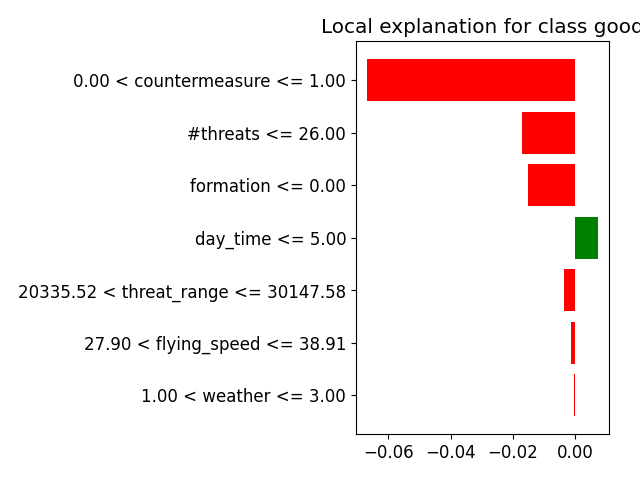 Local explanation for class good
0.00 < countermeasure <= 1.00
#threats <= 26.00
formation <= 0.00
day_time <= 5.00
20335.52 < threat_range <= 30147.58
27.90 < flying_speed <= 38.91
1.00 < weather <= 3.00
−0.06 −0.04 −0.02 0.00